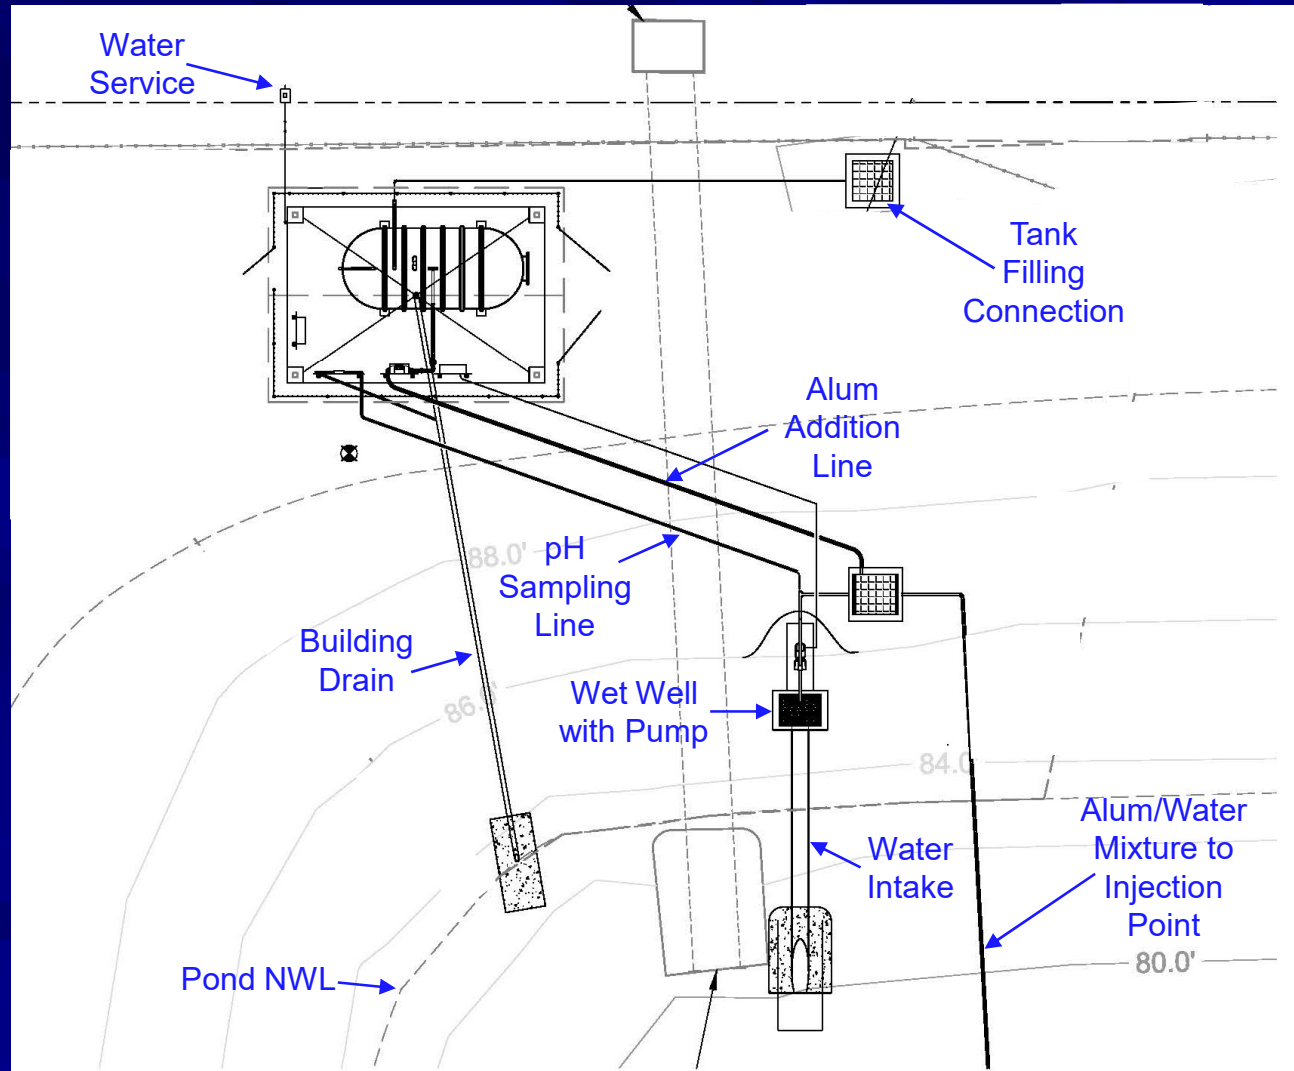 Water
Service
Tank
Filling
Connection
Alum
Addition
Line
88.0'
pH
Sampling
Line
Building
Drain
86.0'
Wet Well
with Pump
84.0
Alum/Water
Mixture to
Injection
Point
Water
Intake
80.0'
Pond NWL